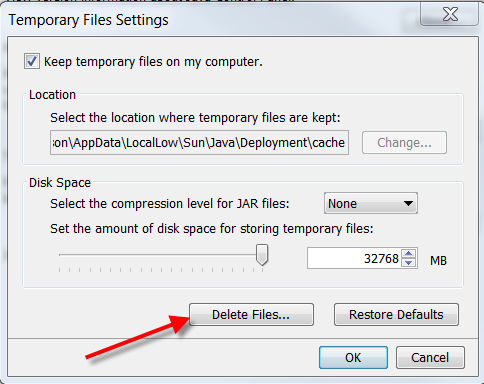 Temporary Files Settings
Keep temporary files on my computer.
Location
Select the location where temporary files are kept:
son\AppData\LocalLow\Sun\Java\Deployment\cache
Change...
Disk Space
Select the compression level for JAR files:
None
Set the amount of disk space for storing temporary files:
32768
MB
Delete Files...
Restore Defaults
OK
Cancel